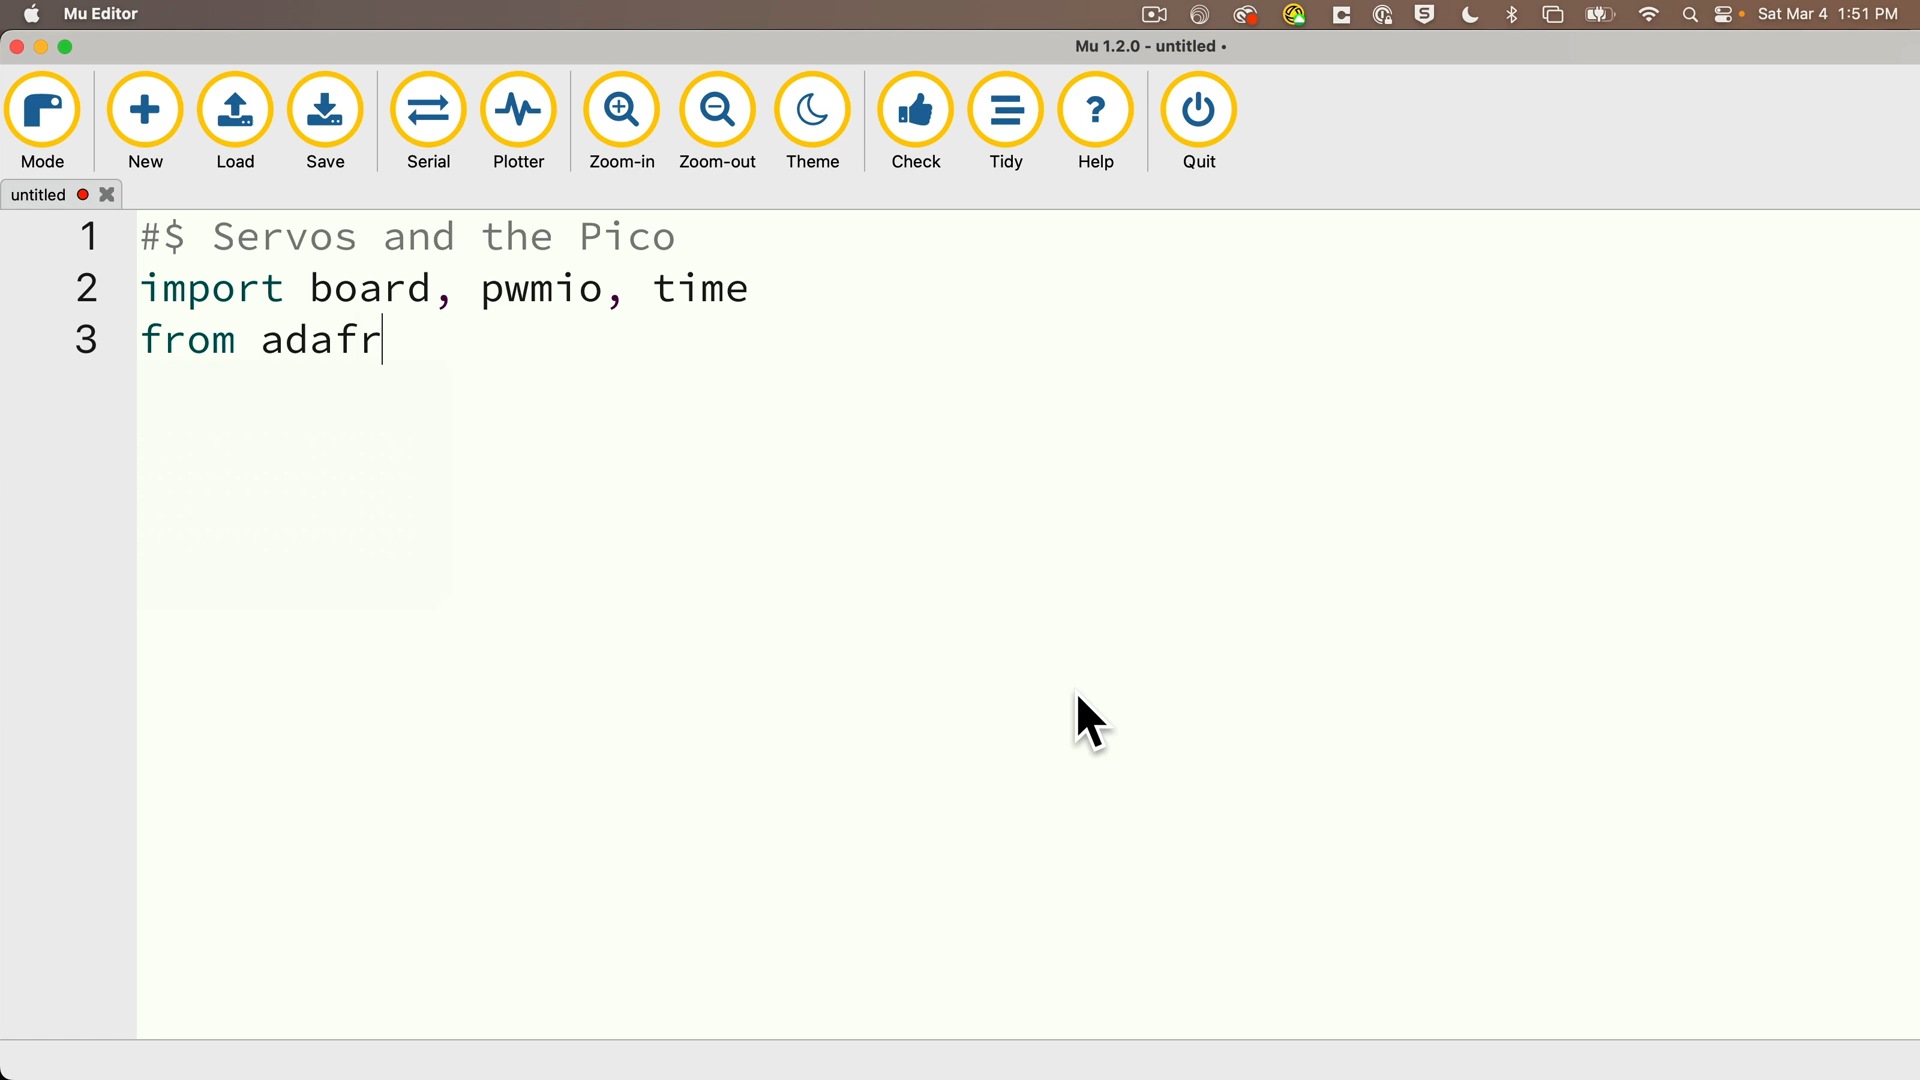 Mu Editor
Sat Mar 4 1:51 PM
Mu 1.2.0 - untitled •
Mode
New
Load
Save
Serial
Plotter
Zoom-in
Zoom-out
Theme
Check
Tidy
Help
Quit
untitled
1 #$ Servos and the Pico
2 import board, pwmio, time
3 from adafr